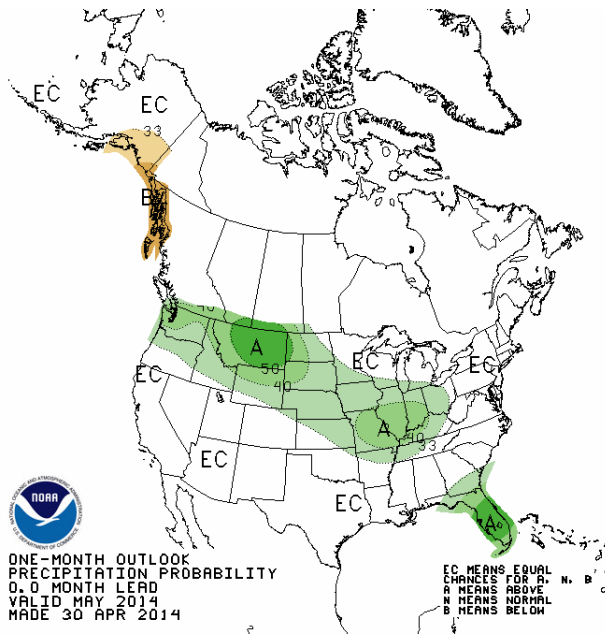 EC
EC
33
B
40
A
50
40
EC
EC
EC
A
40
33
EC
EC
A
NATIONAL OCEANIC AND ATMOSPHERIC ADMINISTRATION
NOAA
U.S. DEPARTMENT OF COMMERCE
ONE-MONTH OUTLOOK
PRECIPITATION PROBABILITY
0.0 MONTH LEAD
VALID MAY 2014
MADE 30 APR 2014
EC MEANS EQUAL
CHANCES FOR A, N, B
A MEANS ABOVE
N MEANS NORMAL
B MEANS BELOW